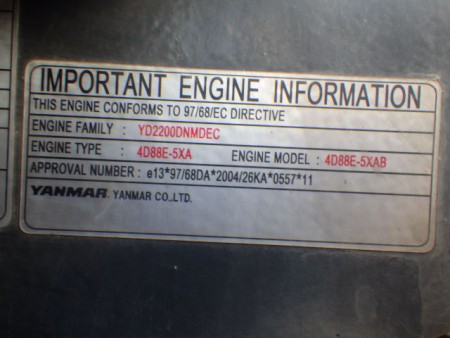 IMPORTANT ENGINE INFORMATION
THIS ENGINE CONFORMS TO 97/68/EC DIRECTIVE
ENGINE FAMILY : YD2200DNMDEC
ENGINE TYPE : 4D88E-5XA ENGINE MODEL : 4D88E-5XAB
APPROVAL NUMBER : e13*97/68DA*2004/26KA*0557*11
YANMAR. YANMAR CO.,LTD.